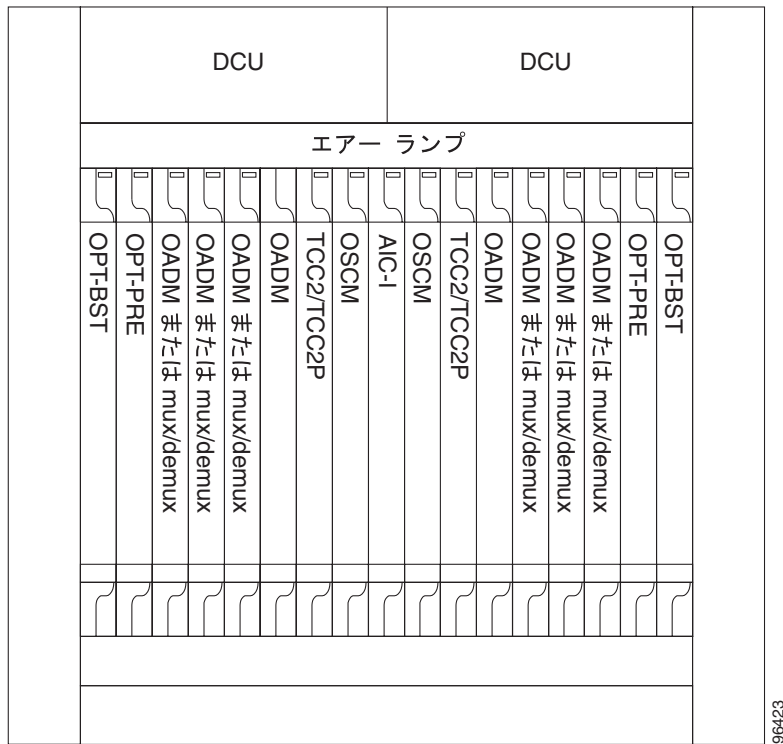 DCU
DCU
エアー ランプ
OPT-BST
OPT-PRE
OADM または mux/demux
OADM または mux/demux
OADM または mux/demux
OADM
TCC2/TCC2P
OSCM
AIC-I
OSCM
TCC2/TCC2P
OADM
OADM または mux/demux
OADM または mux/demux
OADM または mux/demux
OPT-PRE
OPT-BST
96423